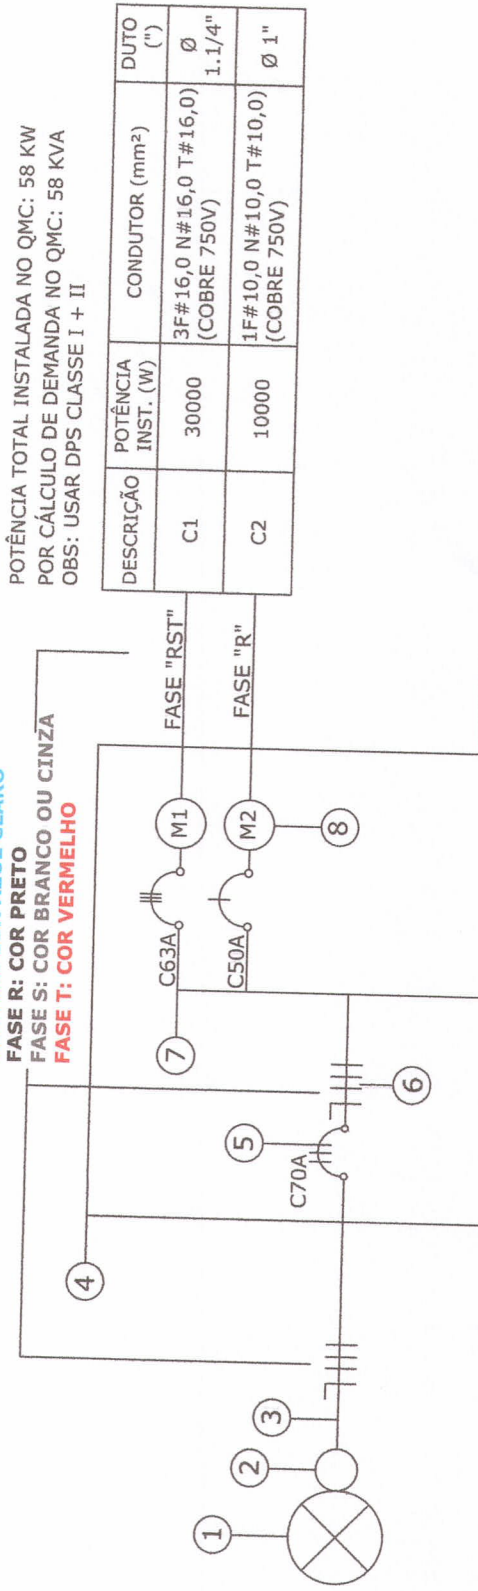 FASE R: COR PRETO
FASE S: COR BRANCO OU CINZA
FASE T: COR VERMELHO
POTÊNCIA TOTAL INSTALADA NO QMC: 58 KW
POR CÁLCULO DE DEMANDA NO QMC: 58 KVA
OBS: USAR DPS CLASSE I + II
DESCRIÇÃO
POTÊNCIA
INST. (W)
CONDUTOR (mm²)
DUTO
(")
C1
30000
3F#16,0 N#16,0 T#16,0)
(COBRE 750V)
Ø
1.1/4"
C2
10000
1F#10,0 N#10,0 T#10,0)
(COBRE 750V)
Ø 1"
1
2
3
4
5
C70A
6
7
C63A
M1
FASE "RST"
C50A
M2
FASE "R"
8